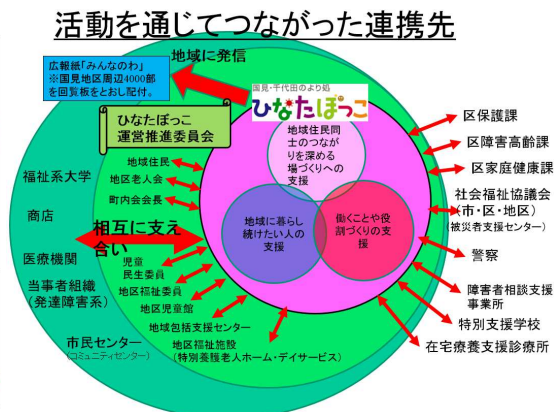 活動を通じてつながった連携先
地域に発信
広報紙「みんなのわ」
※国見地区周辺4000部
を回覧板をとおし配付。
国見・千代田のより処
ひなたぼっこ
ひなたぼっこ
運営推進委員会
地域住民同
士のつなが
りを深める
場づくりへの
支援
地域に暮らし
続けたい人の
支援
働くことや役
割づくりの支
援
地域住民
地区老人会
町内会会長
相互に支え
合い
児童
民生委員
地区福祉委員
地区児童館
地域包括支援センター
地区福祉施設
(特別養護老人ホーム・デイサービス)
福祉系大学
商店
医療機関
当事者組織
(発達障害系)
市民センター
(コミュニティセンター)
区保護課
区障害高齢課
区家庭健康課
社会福祉協議会
(市・区・地区)
(被災者支援センター)
警察
障害者相談支援
事業所
特別支援学校
在宅療養支援診療所